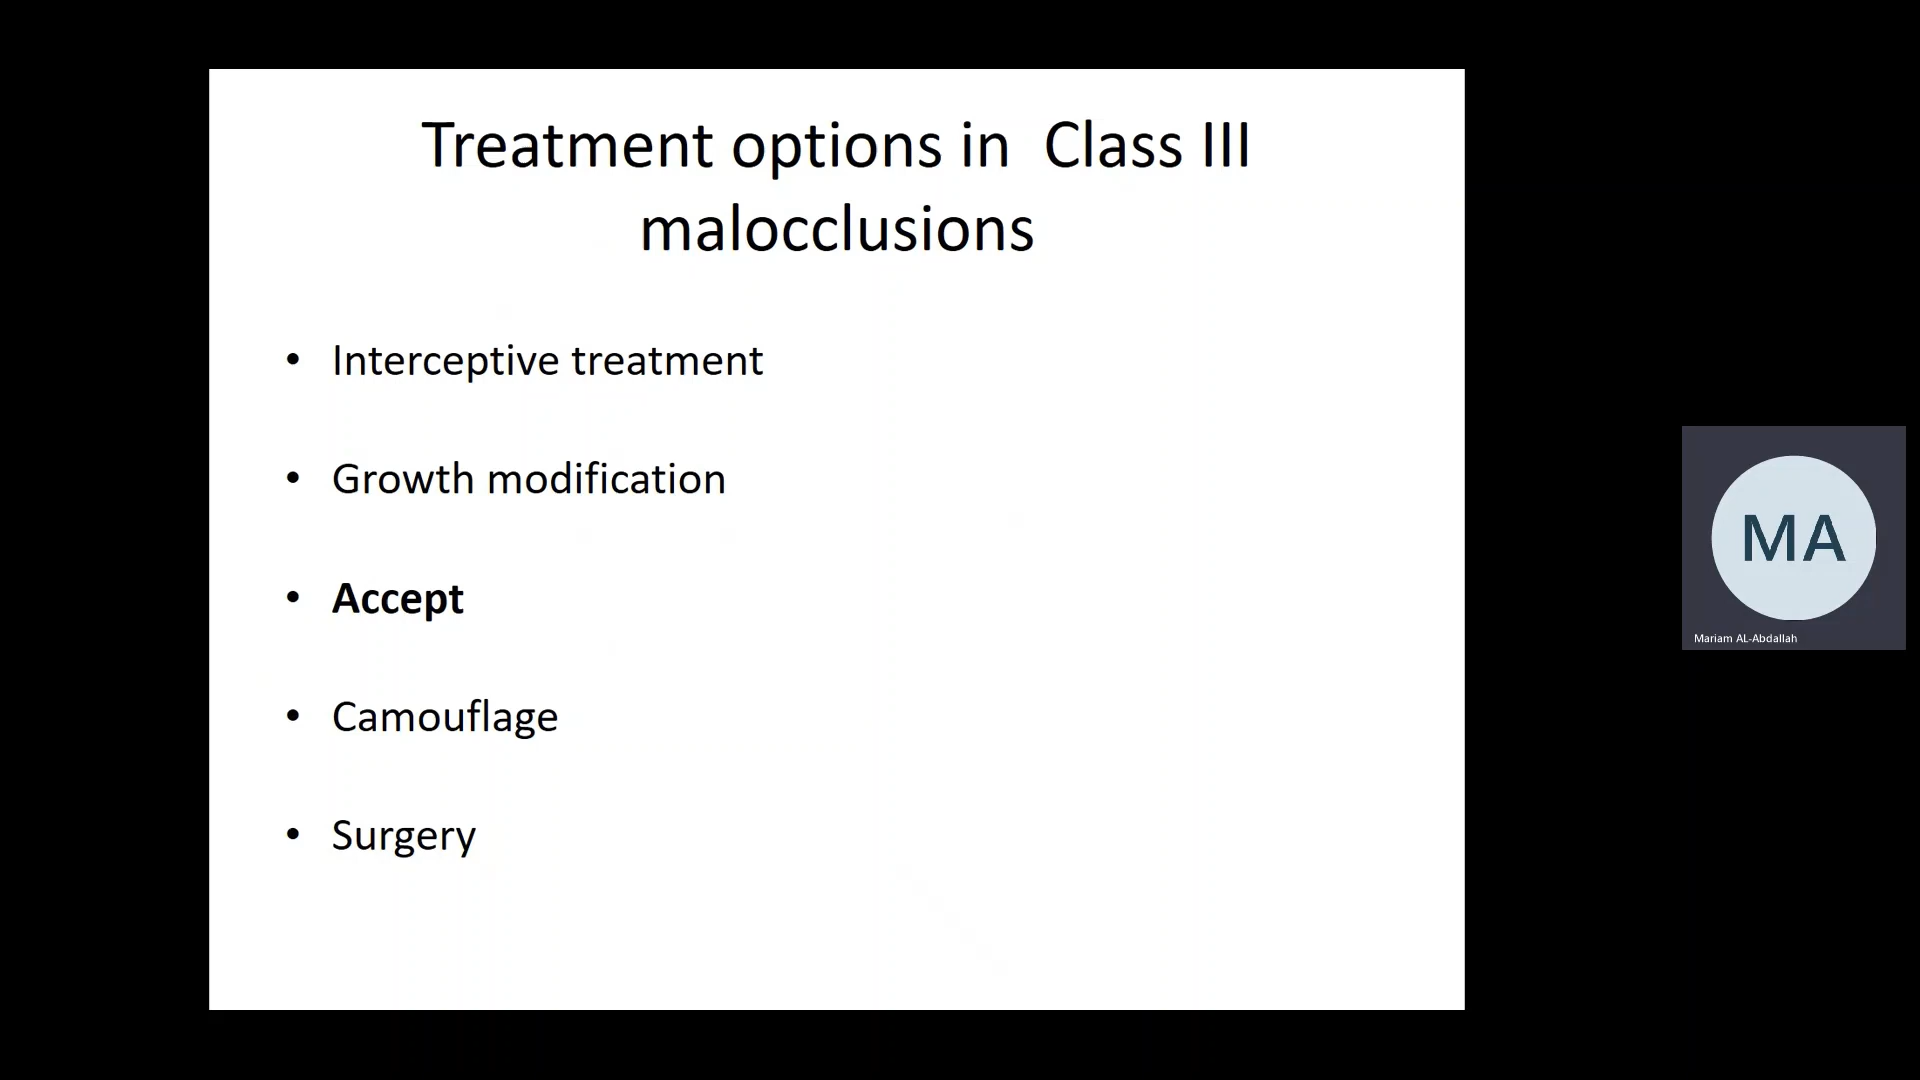 Treatment options in  Class III
malocclusions
• Interceptive treatment
• Growth modification
• Accept
• Camouflage
• Surgery
MA
Mariam AL-Abdallah